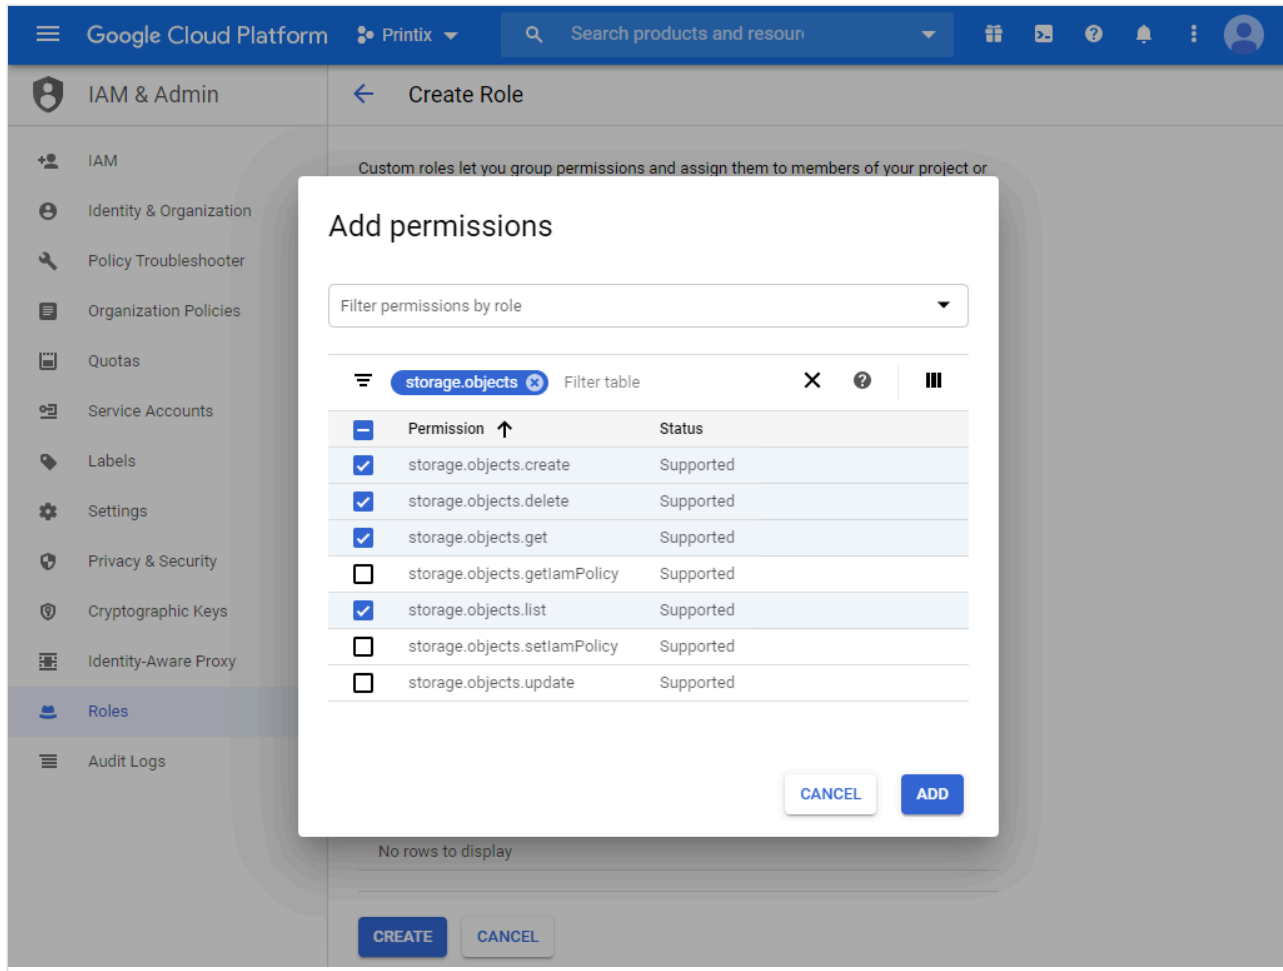 Google Cloud Platform
Printix
Search products and resour
IAM & Admin
Create Role
IAM
Identity & Organization
Policy Troubleshooter
Organization Policies
Quotas
Service Accounts
Labels
Settings
Privacy & Security
Cryptographic Keys
Identity-Aware Proxy
Roles
Audit Logs
Custom roles let you group permissions and assign them to members of your project or
Add permissions
Filter permissions by role
storage.objects Filter table
Permission Status
storage.objects.create Supported
storage.objects.delete Supported
storage.objects.get Supported
storage.objects.getIamPolicy Supported
storage.objects.list Supported
storage.objects.setIamPolicy Supported
storage.objects.update Supported
CANCEL ADD
No rows to display
CREATE CANCEL